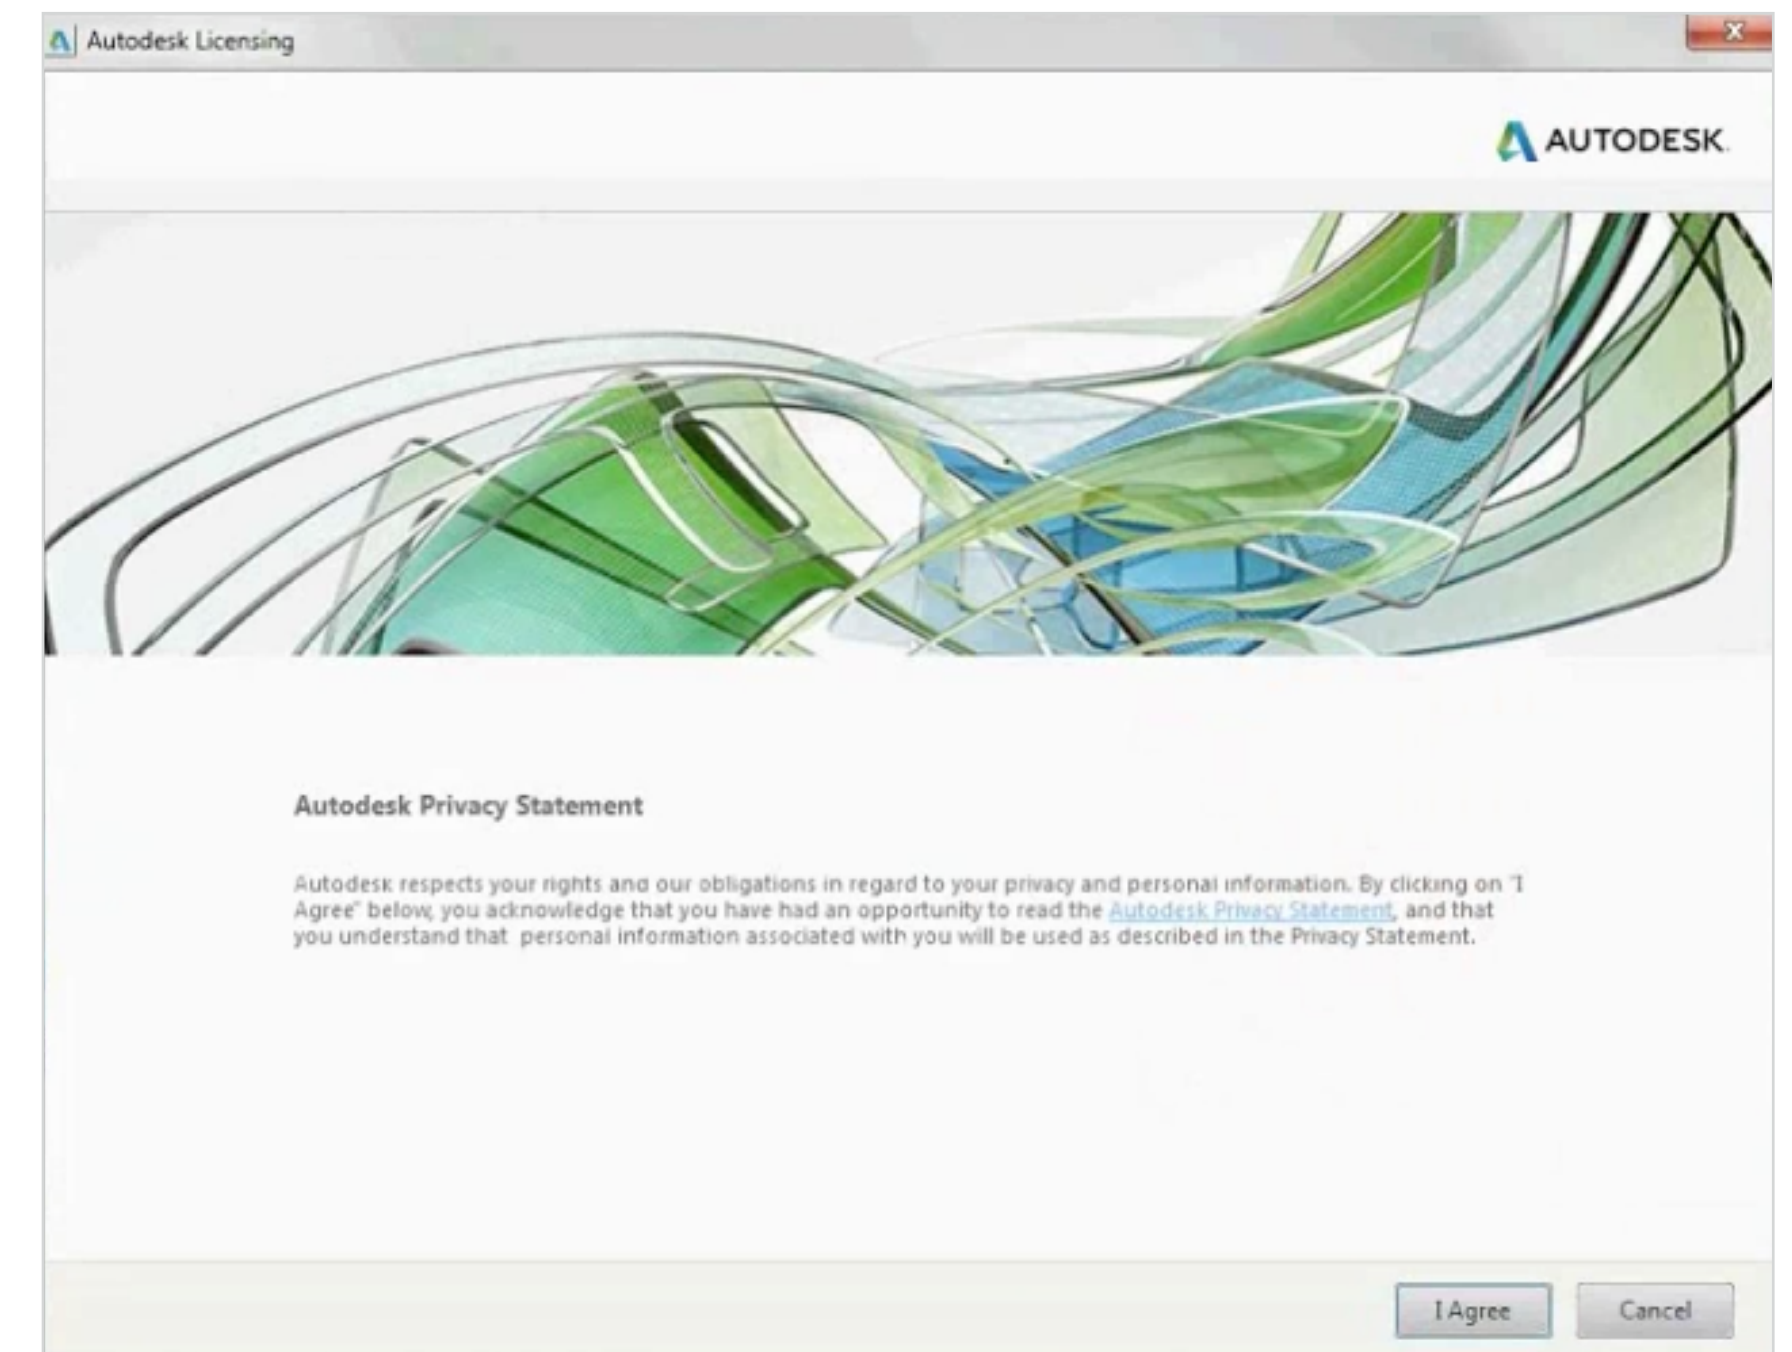 Autodesk Licensing
AUTODESK.
Autodesk Privacy Statement
Autodesk respects your rights and our obligations in regard to your privacy and personal information. By clicking on "I
Agree" below, you acknowledge that you have had an opportunity to read the Autodesk Privacy Statement, and that
you understand that personal information associated with you will be used as described in the Privacy Statement.
I Agree
Cancel